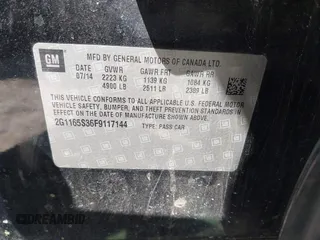 GM
MFD BY GENERAL MOTORS OF CANADA LTD.
DATE GVWR GAWR FRT GAWR RR
07/14 2223 KG 1139 KG 1084 KG
4900 LB 2511 LB 2389 LB
THIS VEHICLE CONFORMS TO ALL APPLICABLE U.S. FEDERAL MOTOR
VEHICLE SAFETY, BUMPER, AND THEFT PREVENTION STANDARDS
IN EFFECT ON THE DATE OF MANUFACTURE SHOWN ABOVE.
2G1165S36F9117144 TYPE: PASS CAR
©DREAMBID